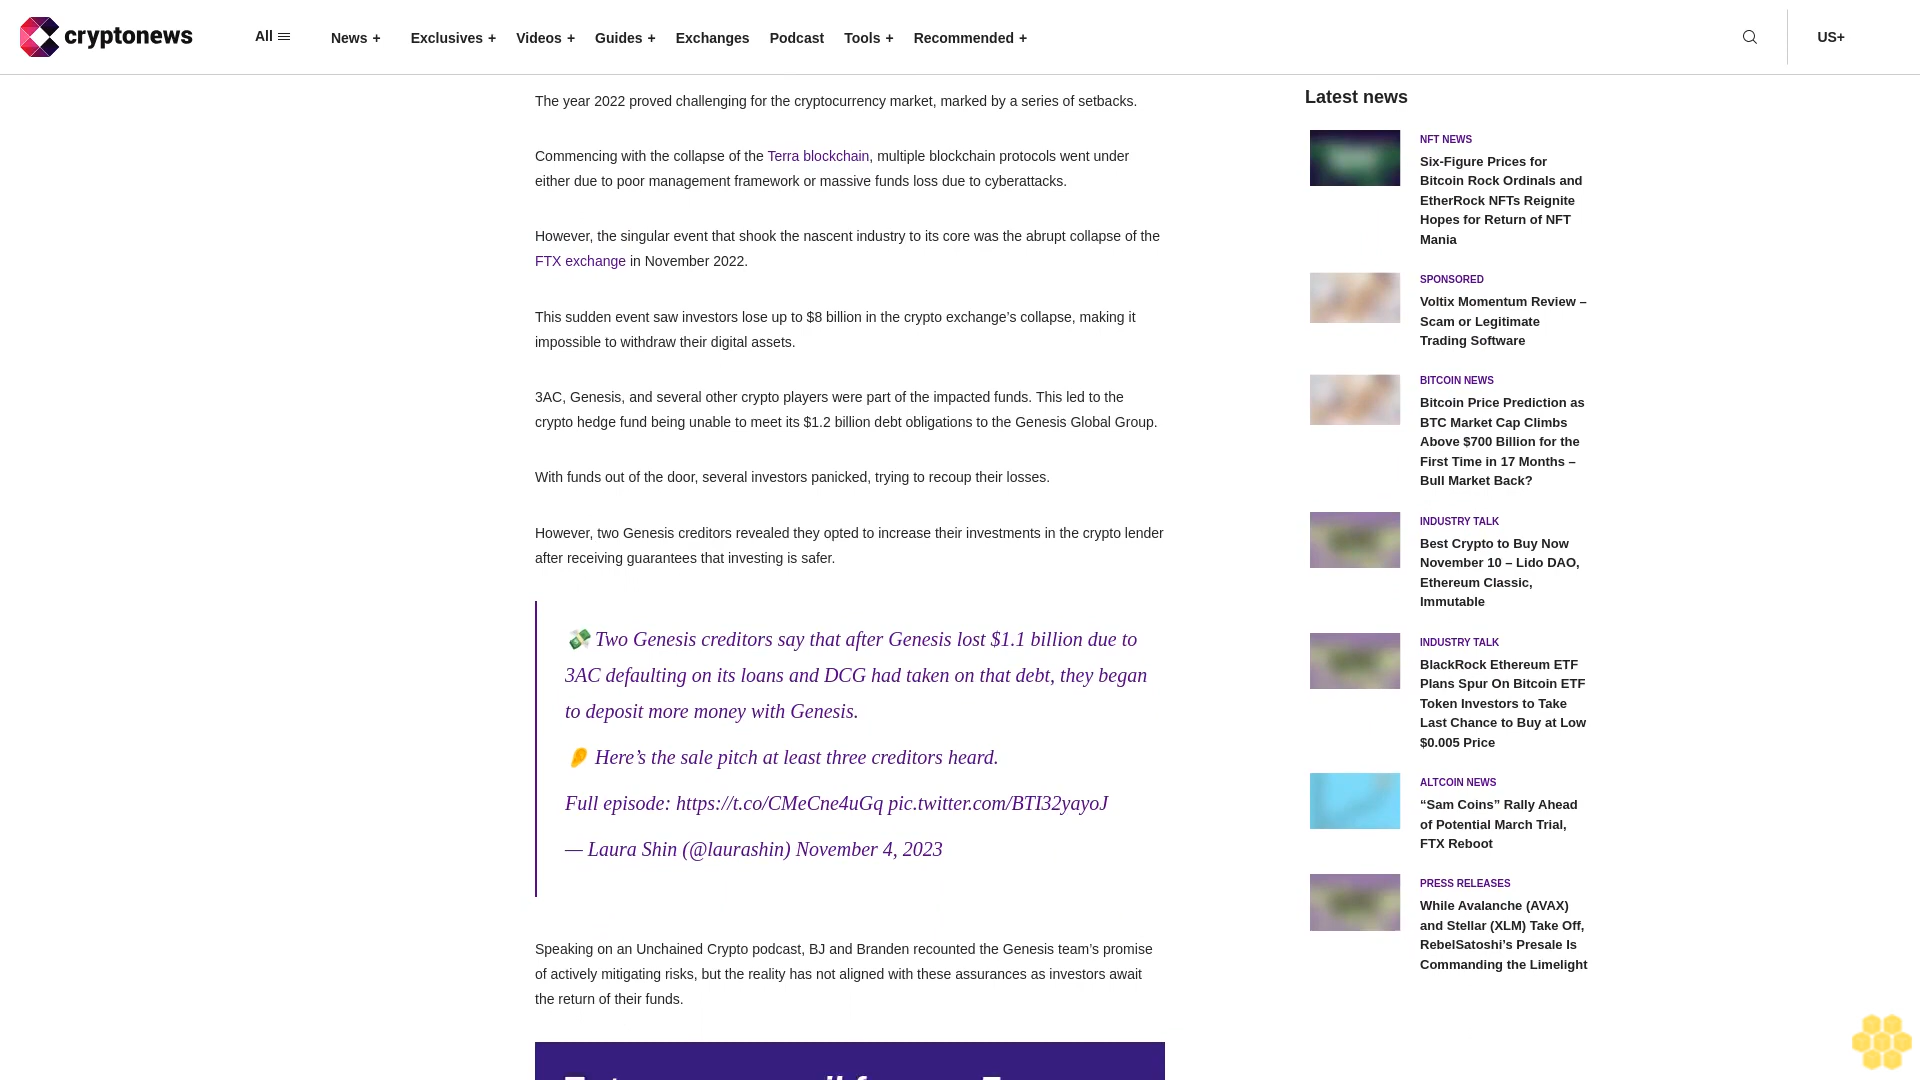 cryptonews
All
News +
Exclusives +
Videos +
Guides +
Exchanges
Podcast
Tools +
Recommended +
US+
The year 2022 proved challenging for the cryptocurrency market, marked by a series of setbacks.
Commencing with the collapse of the Terra blockchain, multiple blockchain protocols went under
either due to poor management framework or massive funds loss due to cyberattacks.
However, the singular event that shook the nascent industry to its core was the abrupt collapse of the
FTX exchange in November 2022.
This sudden event saw investors lose up to $8 billion in the crypto exchange’s collapse, making it
impossible to withdraw their digital assets.
3AC, Genesis, and several other crypto players were part of the impacted funds. This led to the
crypto hedge fund being unable to meet its $1.2 billion debt obligations to the Genesis Global Group.
With funds out of the door, several investors panicked, trying to recoup their losses.
However, two Genesis creditors revealed they opted to increase their investments in the crypto lender
after receiving guarantees that investing is safer.
💸 Two Genesis creditors say that after Genesis lost $1.1 billion due to
3AC defaulting on its loans and DCG had taken on that debt, they began
to deposit more money with Genesis.
👂 Here’s the sale pitch at least three creditors heard.
Full episode: https://t.co/CMeCne4uGq pic.twitter.com/BTI32yayoJ
— Laura Shin (@laurashin) November 4, 2023
Speaking on an Unchained Crypto podcast, BJ and Branden recounted the Genesis team’s promise
of actively mitigating risks, but the reality has not aligned with these assurances as investors await
the return of their funds.
Latest news
NFT NEWS
Six-Figure Prices for
Bitcoin Rock Ordinals and
EtherRock NFTs Reignite
Hopes for Return of NFT
Mania
SPONSORED
Voltix Momentum Review –
Scam or Legitimate
Trading Software
BITCOIN NEWS
Bitcoin Price Prediction as
BTC Market Cap Climbs
Above $700 Billion for the
First Time in 17 Months –
Bull Market Back?
INDUSTRY TALK
Best Crypto to Buy Now
November 10 – Lido DAO,
Ethereum Classic,
Immutable
INDUSTRY TALK
BlackRock Ethereum ETF
Plans Spur On Bitcoin ETF
Token Investors to Take
Last Chance to Buy at Low
$0.005 Price
ALTCOIN NEWS
“Sam Coins” Rally Ahead
of Potential March Trial,
FTX Reboot
PRESS RELEASES
While Avalanche (AVAX)
and Stellar (XLM) Take Off,
RebelSatoshi’s Presale Is
Commanding the Limelight